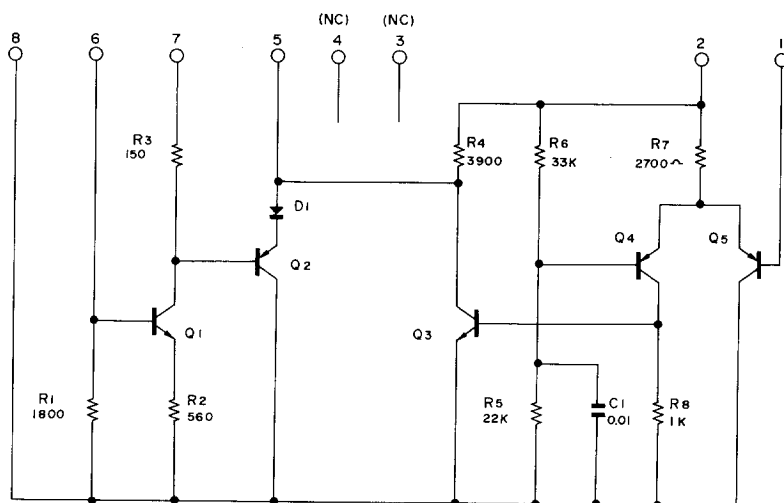 (NC) (NC)
8 6 7 5 4 3 2 1
R3
150
R4
3900
R6
33K
R7
2700
D1
Q4 Q5
Q2
Q1
Q3
R1
1800
R2
560
R5
22K
C1
0.01
R8
1K